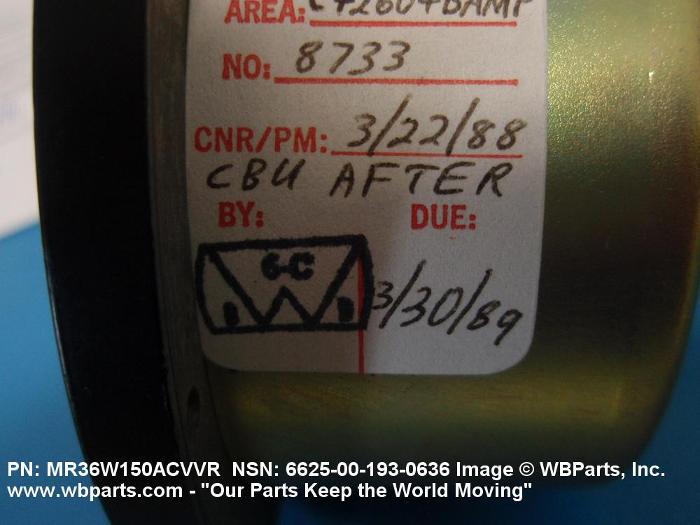 AREA:
NO: 8733
CNR/PM: 3/22/88
CBU AFTER
BY: DUE:
6-C
3/30/89
PN: MR36W150ACVVR NSN: 6625-00-193-0636 Image © WBParts, Inc.
www.wbparts.com - "Our Parts Keep the World Moving"